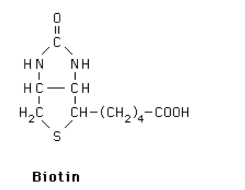 O
C
HN NH
HC CH
H2C CH-(CH2)4-COOH
S
Biotin